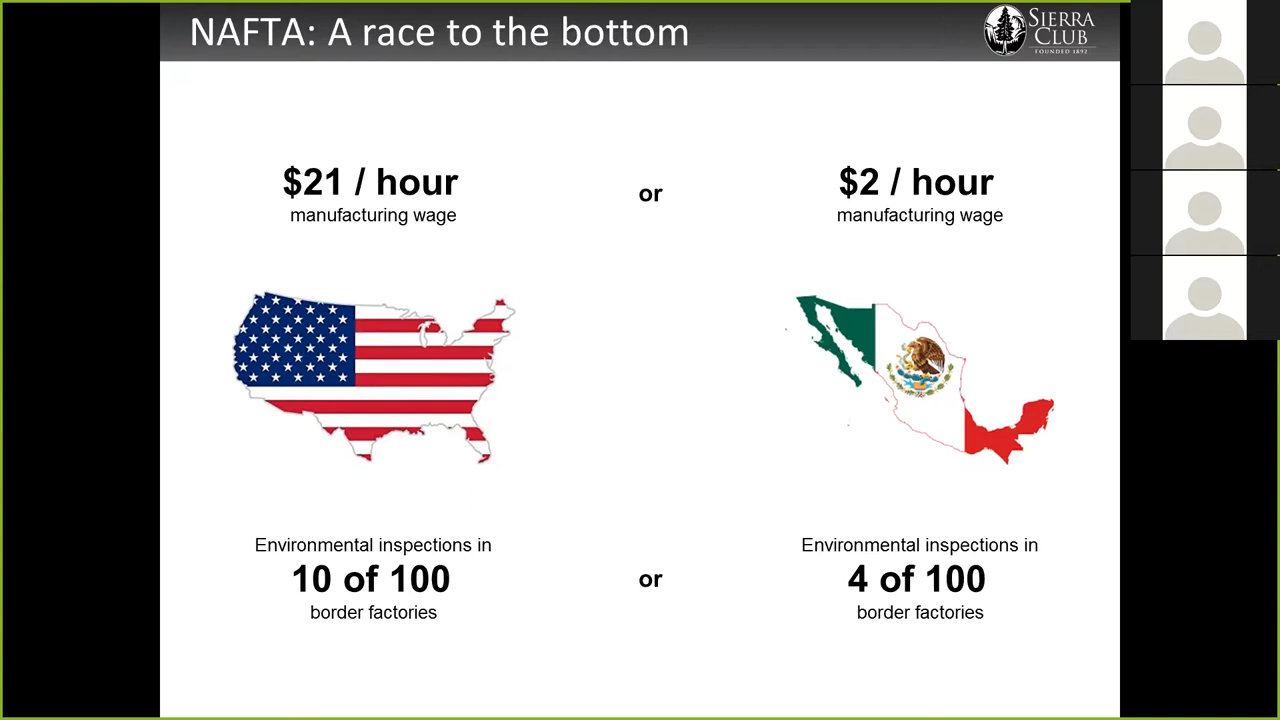 NAFTA: A race to the bottom
SIERRA
CLUB
FOUNDED 1892
$21 / hour
manufacturing wage
or
$2 / hour
manufacturing wage
Environmental inspections in
10 of 100
border factories
or
Environmental inspections in
4 of 100
border factories